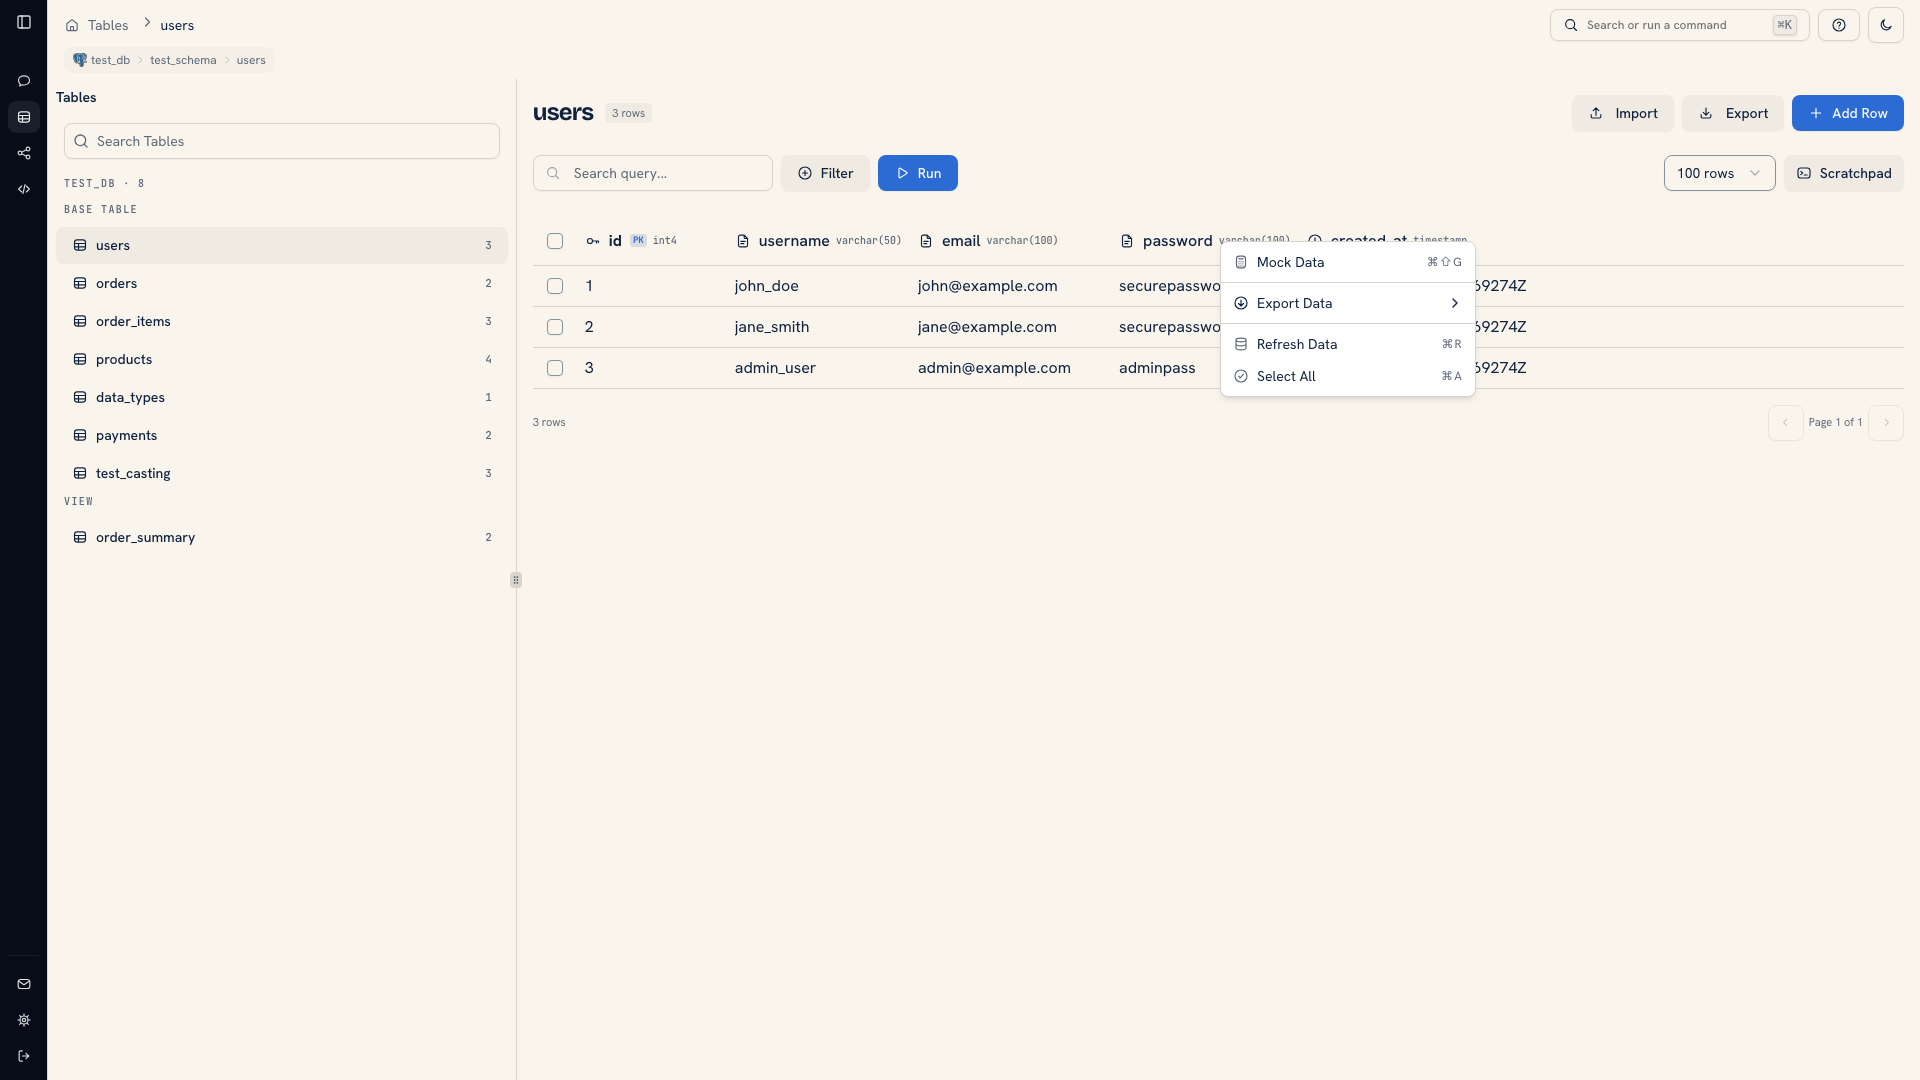 Tables > users
Search or run a command ⌘K
test_db > test_schema > users
Tables
Search Tables
TEST_DB · 8
BASE TABLE
users 3
orders 2
order_items 3
products 4
data_types 1
payments 2
test_casting 3
VIEW
order_summary 2
users 3 rows
Import
Export
Add Row
Search query...
Filter
Run
100 rows
Scratchpad
id PK int4 username varchar(50) email varchar(100) password varchar(100) created_at timestamp
1 john_doe john@example.com securepasswo 69274Z
2 jane_smith jane@example.com securepasswo 69274Z
3 admin_user admin@example.com adminpass 69274Z
Mock Data ⌘⇧G
Export Data
Refresh Data ⌘R
Select All ⌘A
3 rows
Page 1 of 1